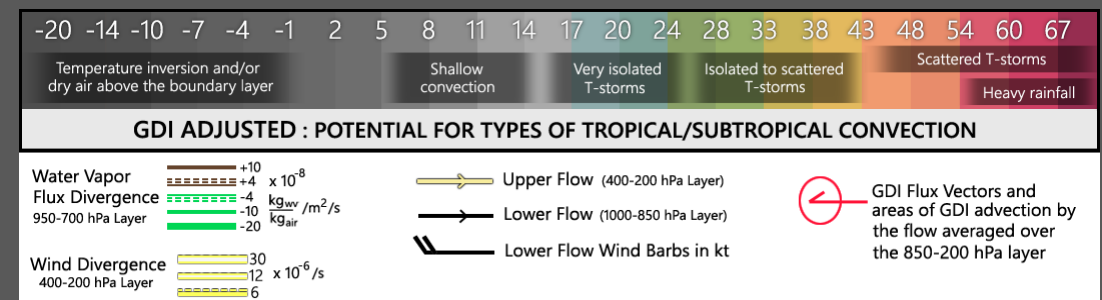 -20 -14 -10 -7 -4 -1 2 5 8 11 14 17 20 24 28 33 38 43 48 54 60 67
Temperature inversion and/or
dry air above the boundary layer
Shallow
convection
Very isolated
T-storms
Isolated to scattered
T-storms
Scattered T-storms
Heavy rainfall
GDI ADJUSTED : POTENTIAL FOR TYPES OF TROPICAL/SUBTROPICAL CONVECTION
Water Vapor
Flux Divergence
950-700 hPa Layer
+10
+4
-4
-10
-20
x 10⁻⁸
kgwv
kgair
/m²/s
Wind Divergence
400-200 hPa Layer
30
12
6
x 10⁻⁶/s
Upper Flow (400-200 hPa Layer)
Lower Flow (1000-850 hPa Layer)
Lower Flow Wind Barbs in kt
GDI Flux Vectors and
areas of GDI advection by
the flow averaged over
the 850-200 hPa layer